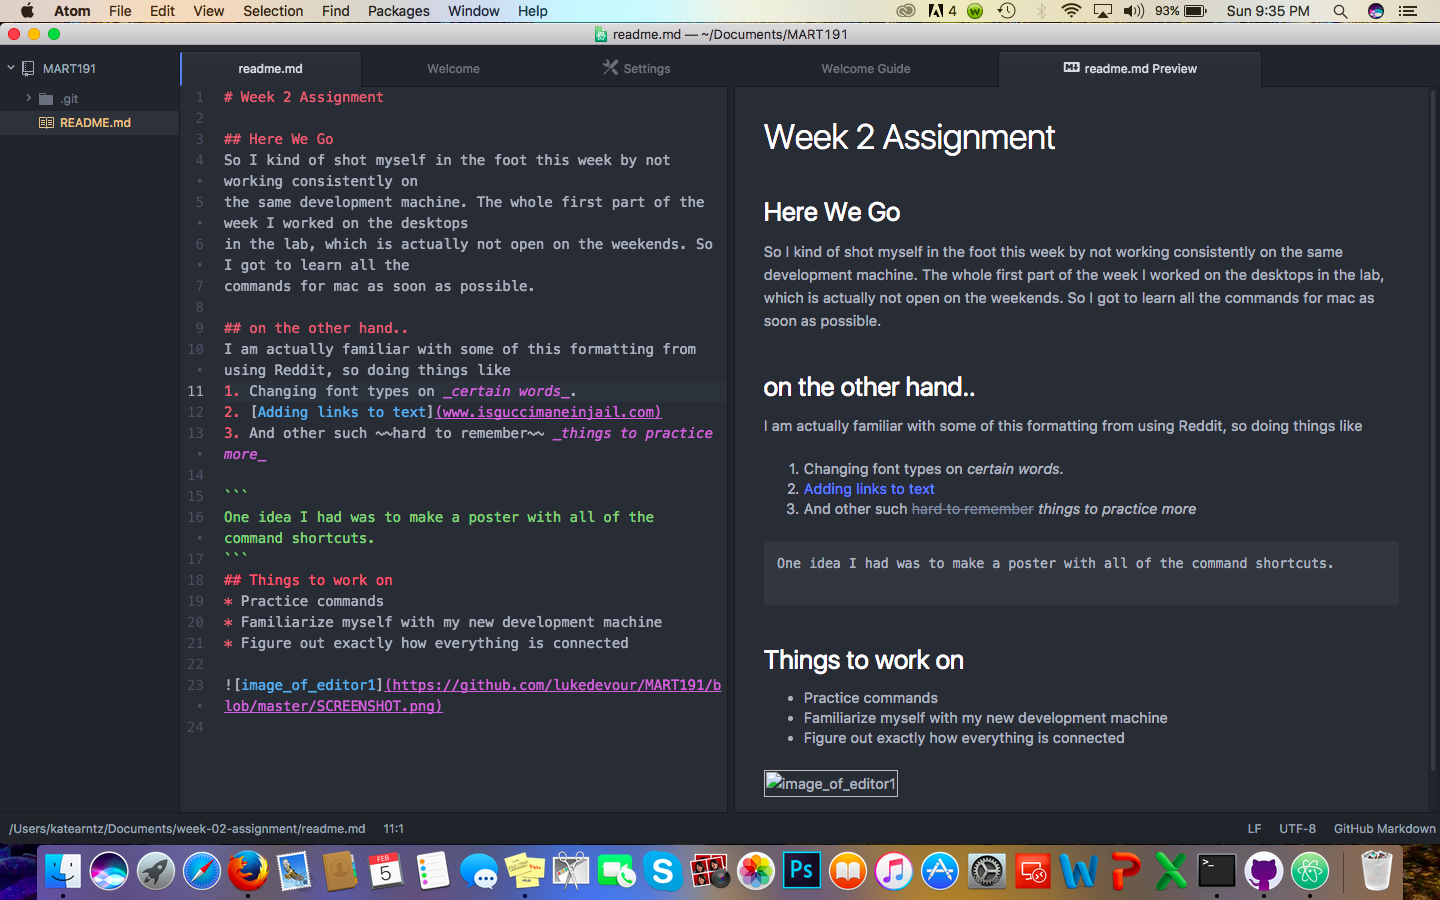 Atom File Edit View Selection Find Packages Window Help 4 93% Sun 9:35 PM
readme.md — ~/Documents/MART191
MART191
.git
README.md
readme.md Welcome Settings Welcome Guide readme.md Preview
1 # Week 2 Assignment
2
3 ## Here We Go
4 So I kind of shot myself in the foot this week by not
• working consistently on
5 the same development machine. The whole first part of the
• week I worked on the desktops
6 in the lab, which is actually not open on the weekends. So
• I got to learn all the
7 commands for mac as soon as possible.
8
9 ## on the other hand..
10 I am actually familiar with some of this formatting from
• using Reddit, so doing things like
11 1. Changing font types on _certain words_.
12 2. [Adding links to text](www.isguccimaneinjail.com)
13 3. And other such ~~hard to remember~~ _things to practice
• more_
14
15 ```
16 One idea I had was to make a poster with all of the
• command shortcuts.
17 ```
18 ## Things to work on
19 * Practice commands
20 * Familiarize myself with my new development machine
21 * Figure out exactly how everything is connected
22
23 ![image_of_editor1](https://github.com/lukedevour/MART191/b
• lob/master/SCREENSHOT.png)
24
Week 2 Assignment
Here We Go
So I kind of shot myself in the foot this week by not working consistently on the same
development machine. The whole first part of the week I worked on the desktops in the lab,
which is actually not open on the weekends. So I got to learn all the commands for mac as
soon as possible.
on the other hand..
I am actually familiar with some of this formatting from using Reddit, so doing things like
1. Changing font types on certain words.
2. Adding links to text
3. And other such hard to remember things to practice more
One idea I had was to make a poster with all of the command shortcuts.
Things to work on
• Practice commands
• Familiarize myself with my new development machine
• Figure out exactly how everything is connected
image_of_editor1
/Users/katearntz/Documents/week-02-assignment/readme.md 11:1 LF UTF-8 GitHub Markdown
FEB
5
Ps